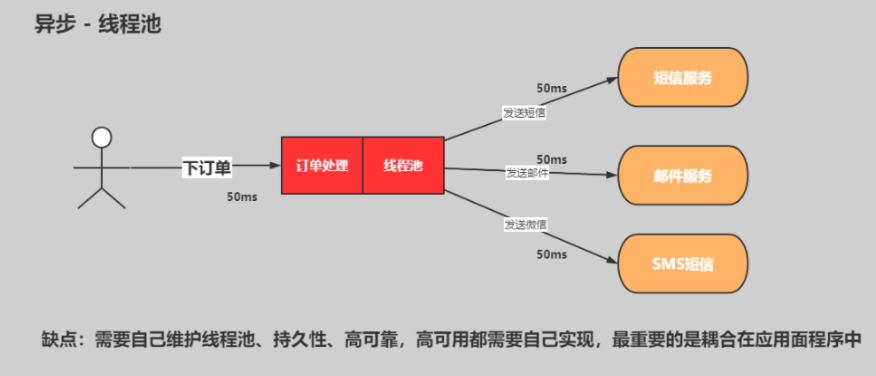 异步 - 线程池
50ms
短信服务
发送短信
下订单
订单处理
线程池
50ms
发送邮件
邮件服务
50ms
发送微信
50ms
SMS短信
缺点：需要自己维护线程池、持久性、高可靠，高可用都需要自己实现，最重要的是耦合在应用面程序中